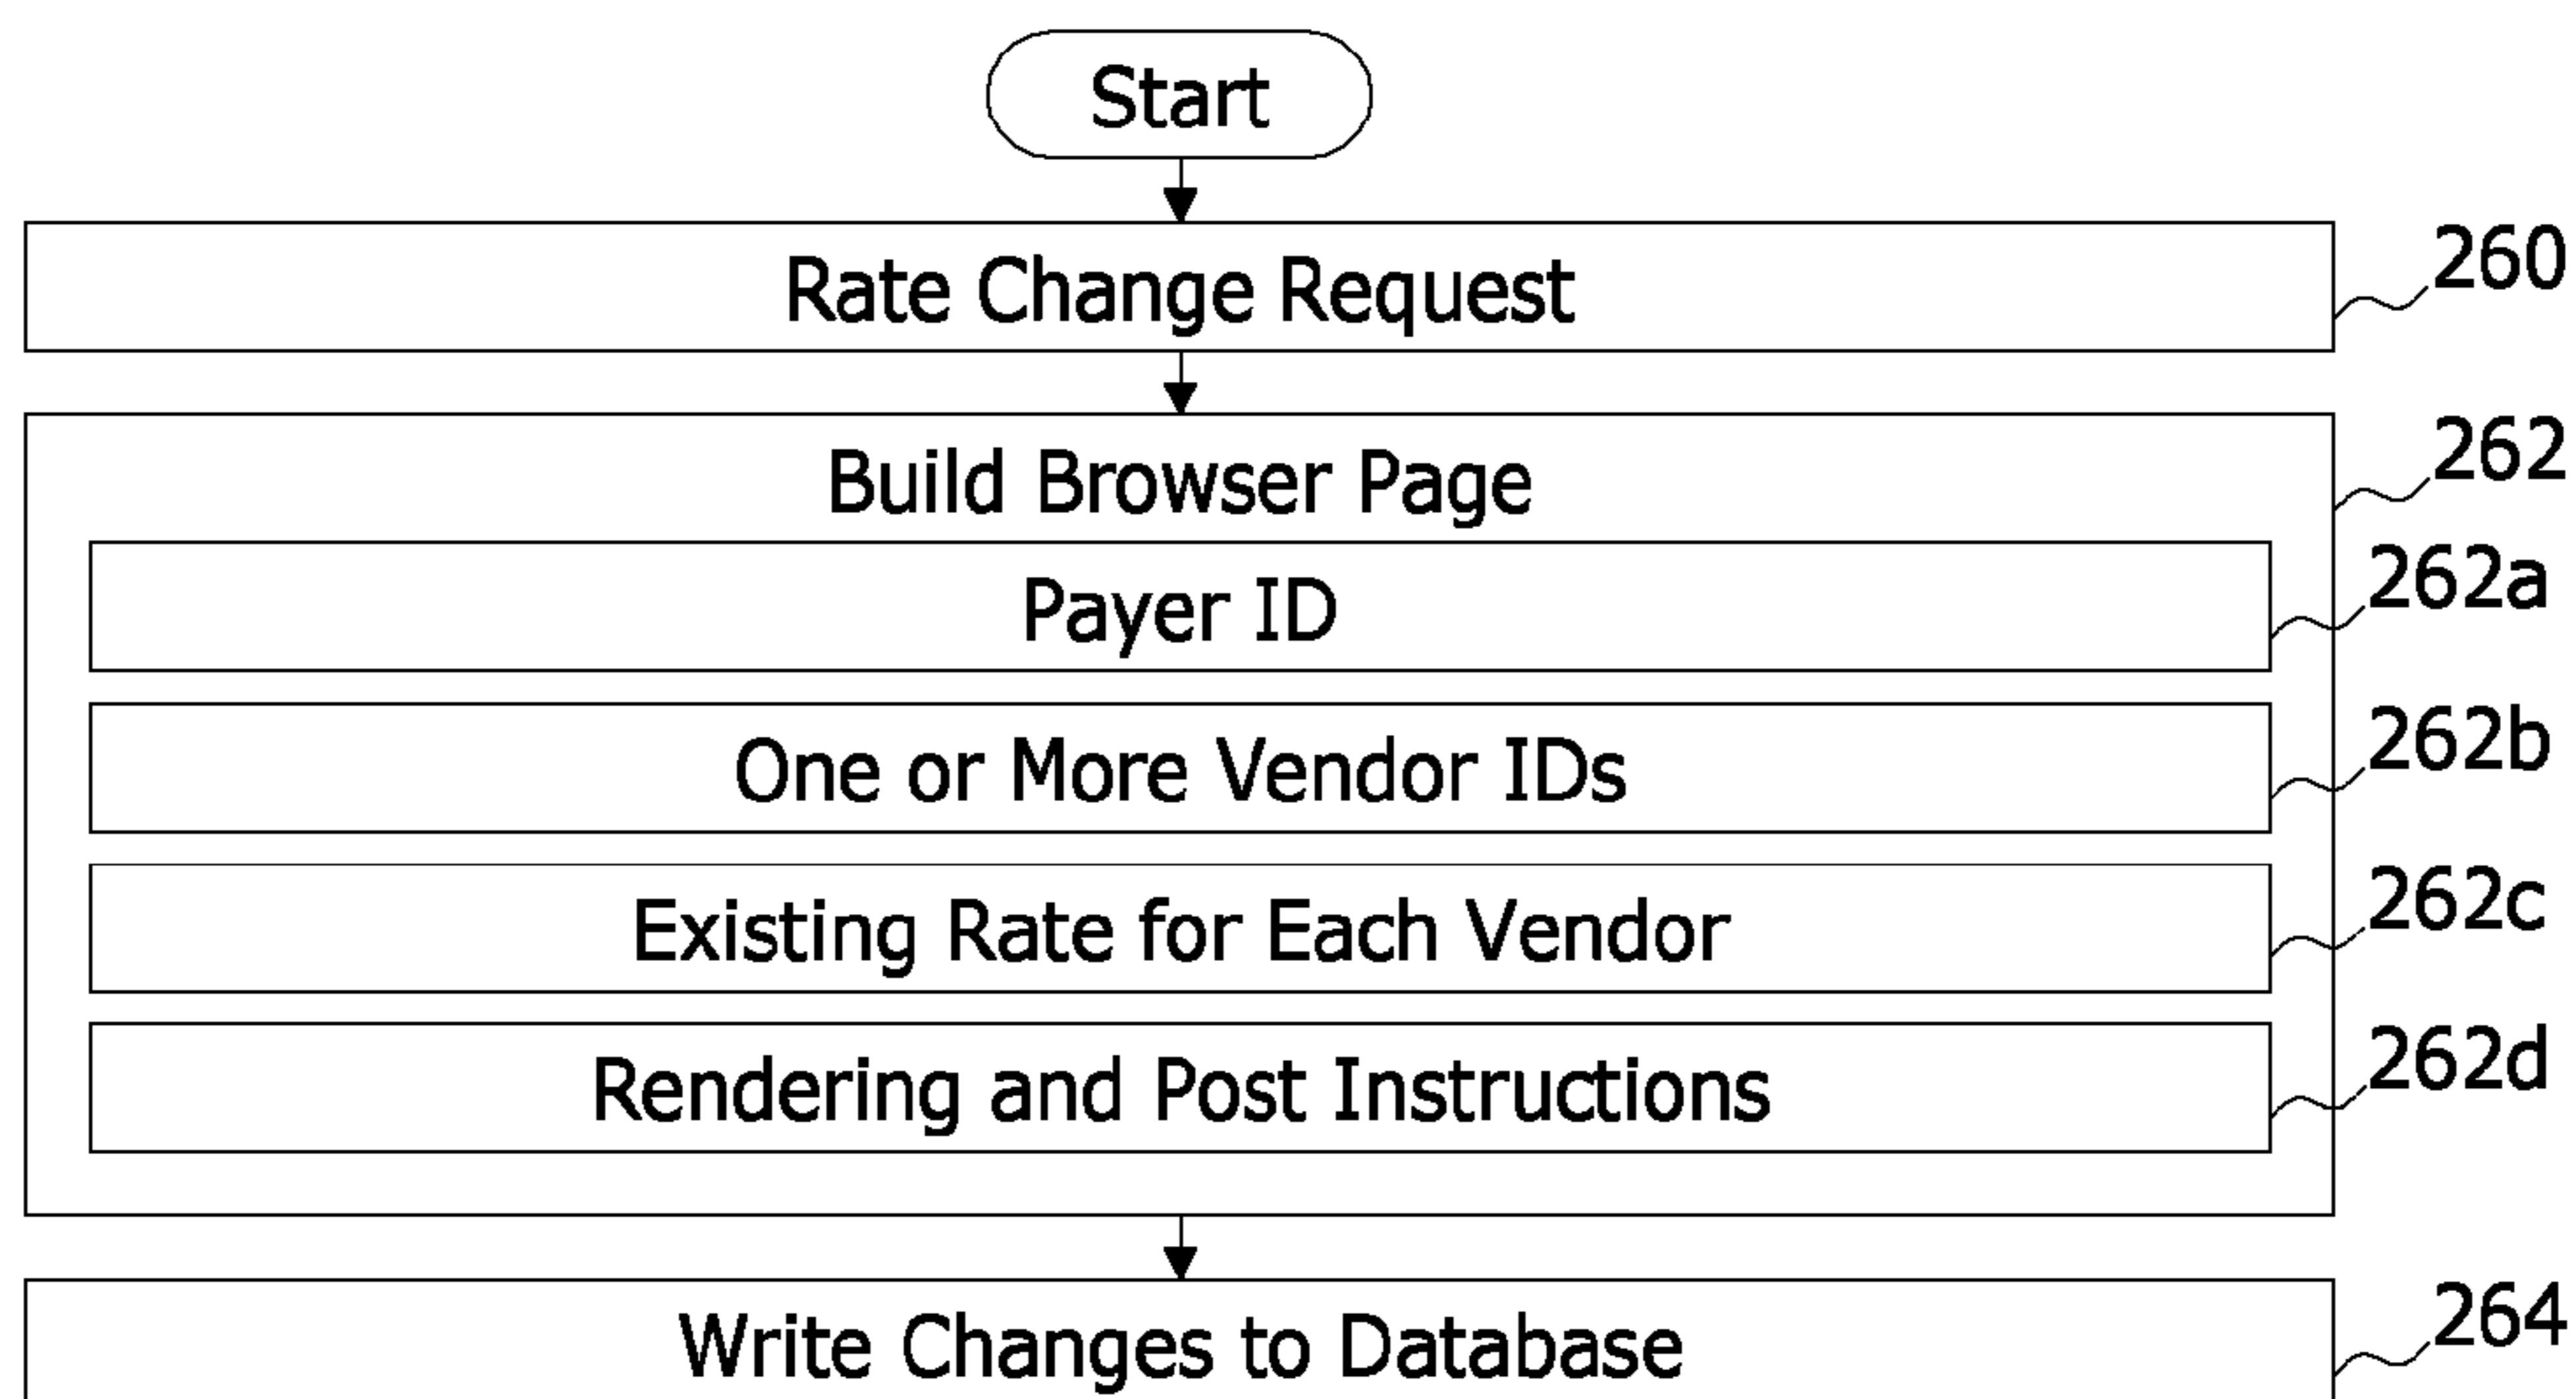 Start
Rate Change Request
260
Build Browser Page
262
Payer ID
262a
One or More Vendor IDs
262b
Existing Rate for Each Vendor
262c
Rendering and Post Instructions
262d
Write Changes to Database
264